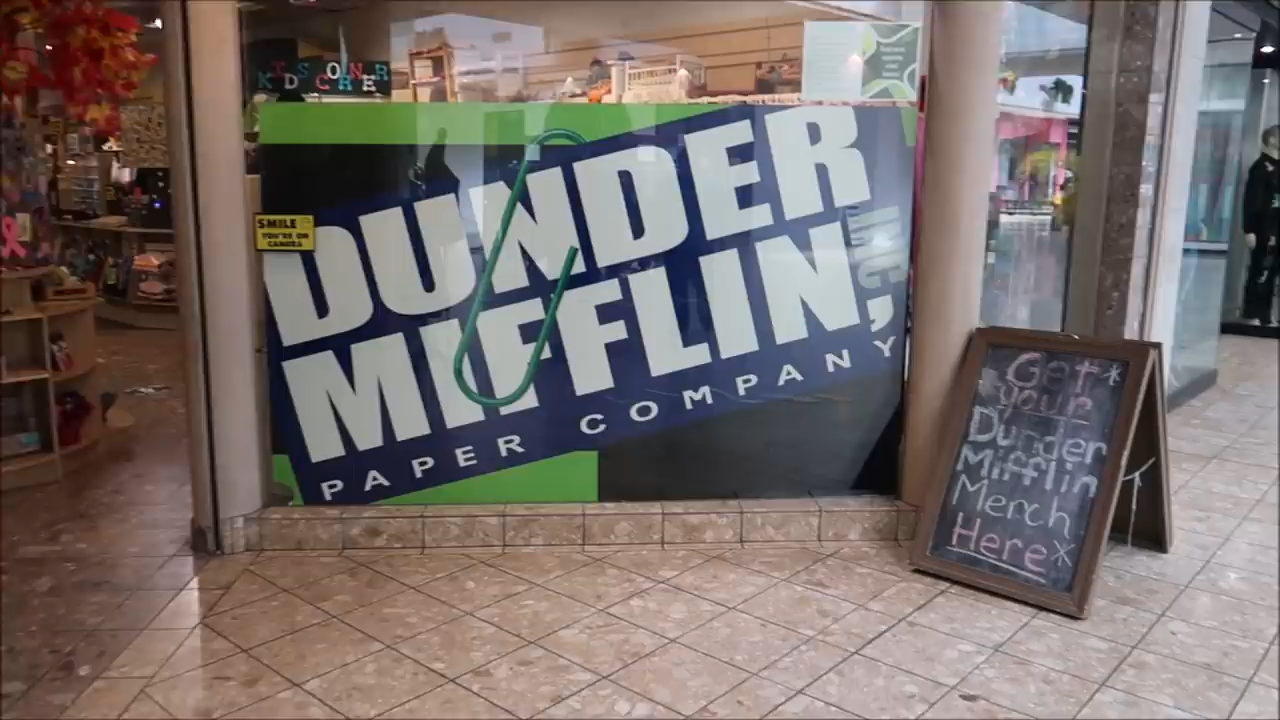 KIDS CORNER
SMILE
YOU'RE ON
CAMERA
DUNDER
MIFFLIN,
INC
PAPER COMPANY
Get*
your
Dunder
Mifflin
Merch
Here*